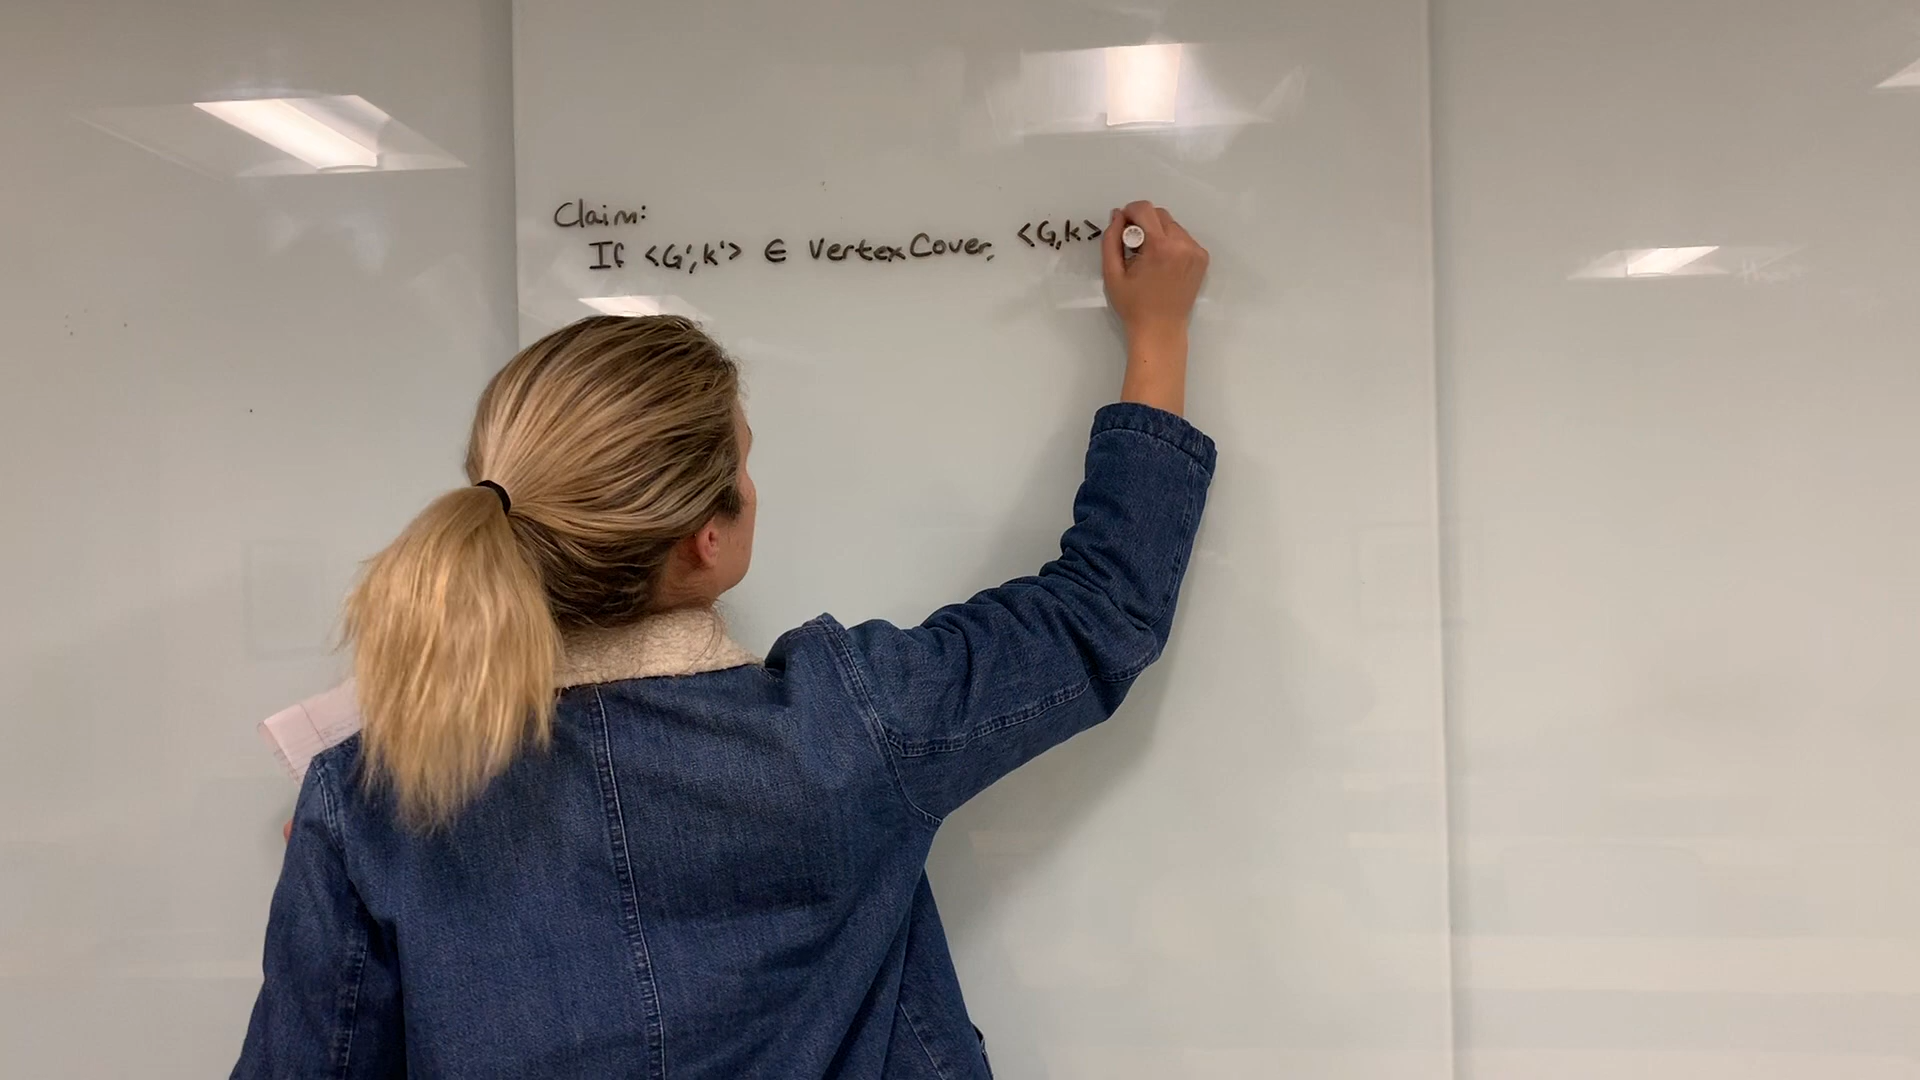 Claim:
If <G',k'> ∈ VertexCover, <G,k>